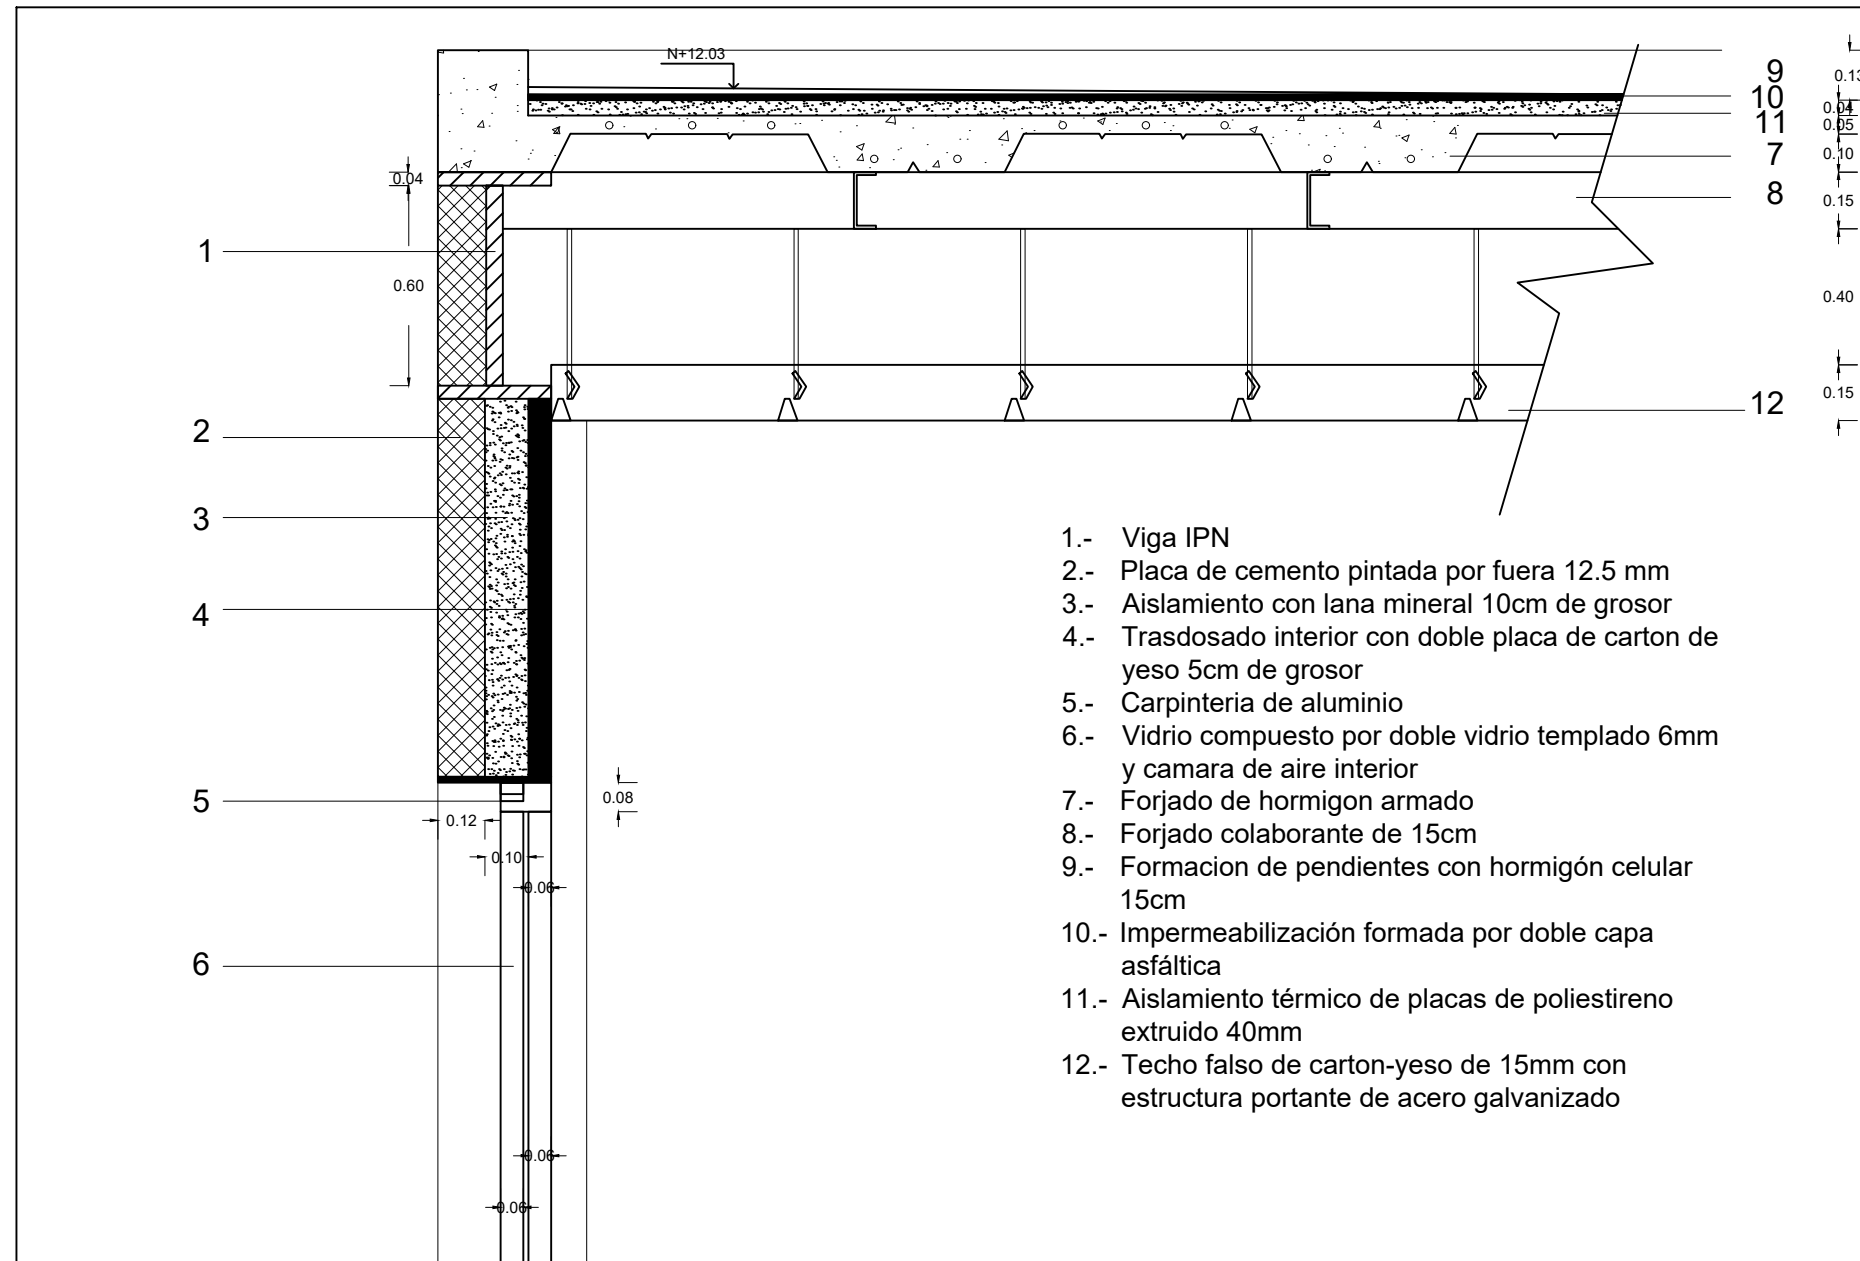 N+12.03
9
0.13
10
0.04
11
0.05
7
0.10
0.04
8
0.15
1
0.60
0.40
0.15
12
2
3
4
5
0.08
0.12
0.10
0.06
6
0.06
0.06
1.- Viga IPN
2.- Placa de cemento pintada por fuera 12.5 mm
3.- Aislamiento con lana mineral 10cm de grosor
4.- Trasdosado interior con doble placa de carton de
yeso 5cm de grosor
5.- Carpinteria de aluminio
6.- Vidrio compuesto por doble vidrio templado 6mm
y camara de aire interior
7.- Forjado de hormigon armado
8.- Forjado colaborante de 15cm
9.- Formacion de pendientes con hormigón celular
15cm
10.- Impermeabilización formada por doble capa
asfáltica
11.- Aislamiento térmico de placas de poliestireno
extruido 40mm
12.- Techo falso de carton-yeso de 15mm con
estructura portante de acero galvanizado